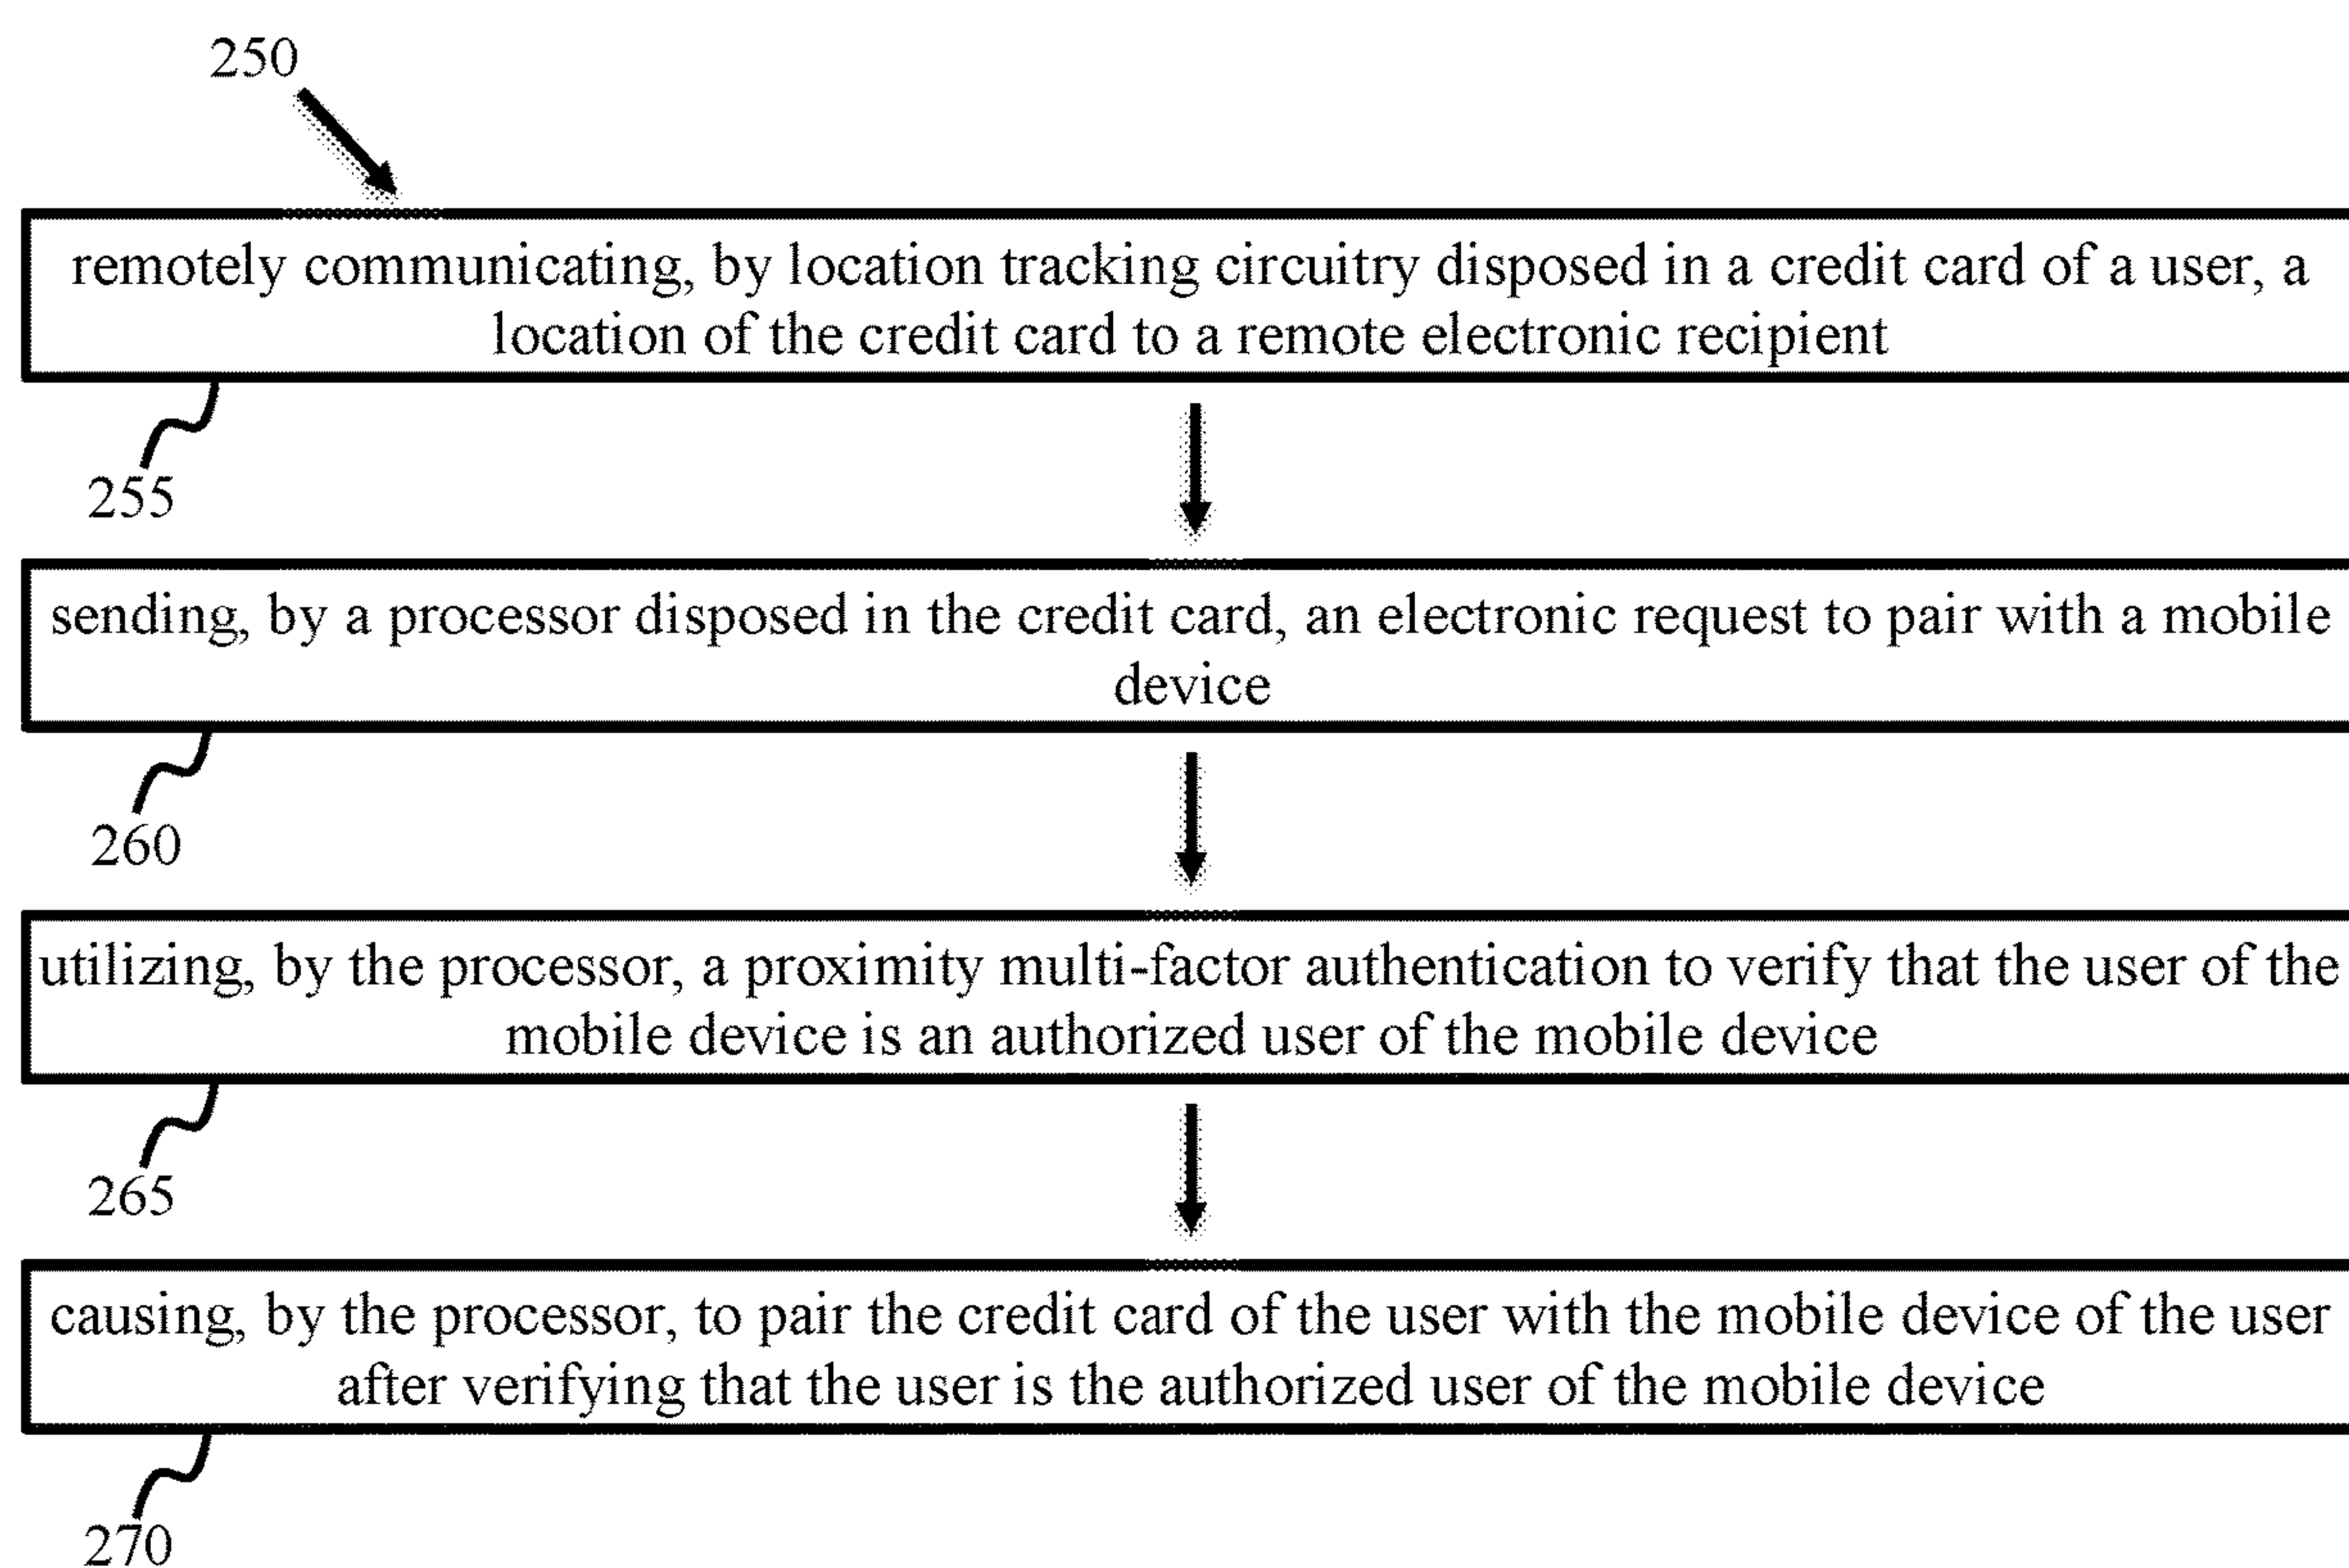 250
remotely communicating, by location tracking circuitry disposed in a credit card of a user, a
location of the credit card to a remote electronic recipient
255
sending, by a processor disposed in the credit card, an electronic request to pair with a mobile
device
260
utilizing, by the processor, a proximity multi-factor authentication to verify that the user of the
mobile device is an authorized user of the mobile device
265
causing, by the processor, to pair the credit card of the user with the mobile device of the user
after verifying that the user is the authorized user of the mobile device
270